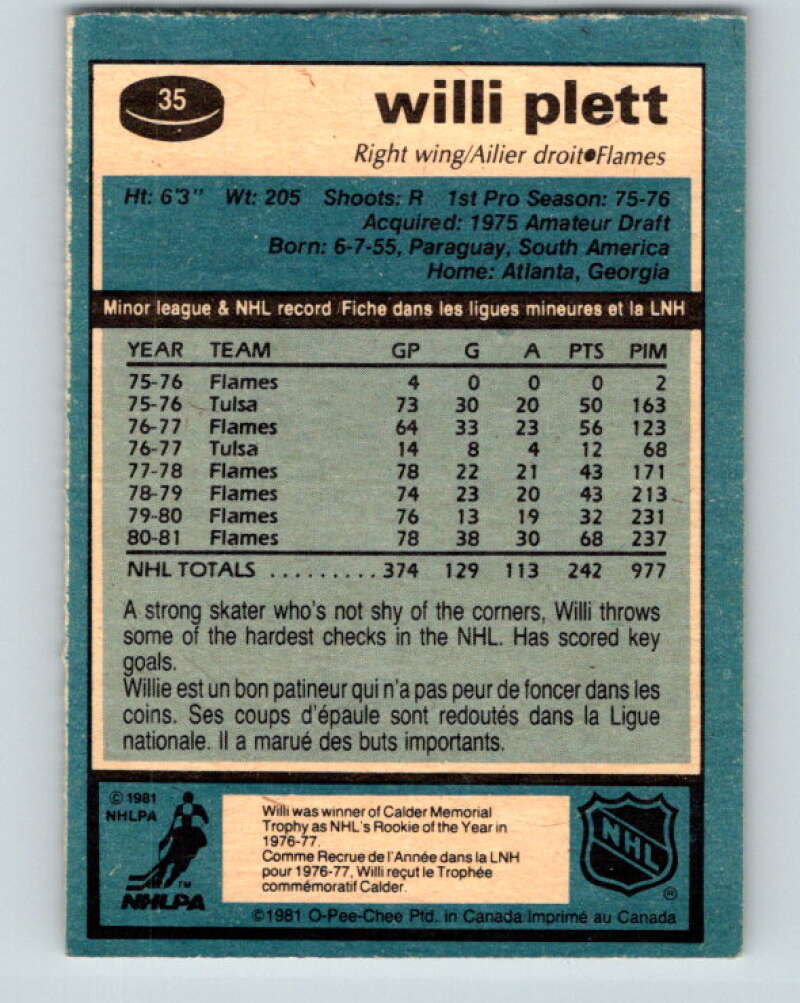 35
willi plett
Right wing/Ailier droit●Flames
Ht: 6'3" Wt: 205 Shoots: R 1st Pro Season: 75-76
Acquired: 1975 Amateur Draft
Born: 6-7-55, Paraguay, South America
Home: Atlanta, Georgia
Minor league & NHL record/Fiche dans les ligues mineures et la LNH
YEAR TEAM GP G A PTS PIM
75-76 Flames 4 0 0 0 2
75-76 Tulsa 73 30 20 50 163
76-77 Flames 64 33 23 56 123
76-77 Tulsa 14 8 4 12 68
77-78 Flames 78 22 21 43 171
78-79 Flames 74 23 20 43 213
79-80 Flames 76 13 19 32 231
80-81 Flames 78 38 30 68 237
NHL TOTALS .........374 129 113 242 977
A strong skater who's not shy of the corners, Willi throws
some of the hardest checks in the NHL. Has scored key
goals.
Willie est un bon patineur qui n'a pas peur de foncer dans les
coins. Ses coups d'épaule sont redoutés dans la Ligue
nationale. Il a marué des buts importants.
© 1981
NHLPA
TM
NHLPA
Willi was winner of Calder Memorial
Trophy as NHL's Rookie of the Year in
1976-77.
Comme Recrue de l'Année dans la LNH
pour 1976-77, Willi reçut le Trophée
commémoratif Calder.
NHL
®
©1981 O-Pee-Chee Ptd. in Canada Imprimé au Canada